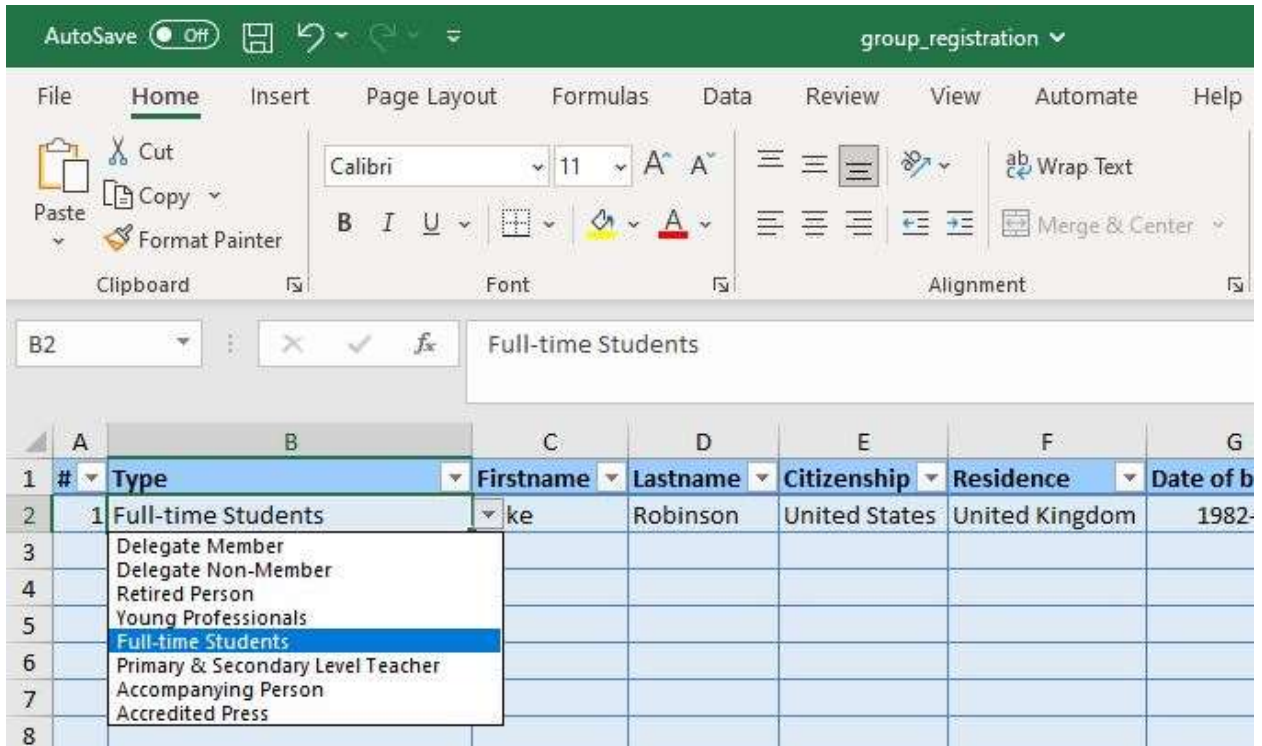 AutoSave Off group_registration
File Home Insert Page Layout Formulas Data Review View Automate Help
Cut
Copy
Format Painter
Paste
Calibri 11 A A ab Wrap Text
B I U A Merge & Center
Clipboard Font Alignment
B2 fx Full-time Students
A B C D E F G
1 # Type Firstname Lastname Citizenship Residence Date of b
2 1 Full-time Students ke Robinson United States United Kingdom 1982-
3 Delegate Member
Delegate Non-Member
4 Retired Person
5 Young Professionals
Full-time Students
6 Primary & Secondary Level Teacher
7 Accompanying Person
Accredited Press
8